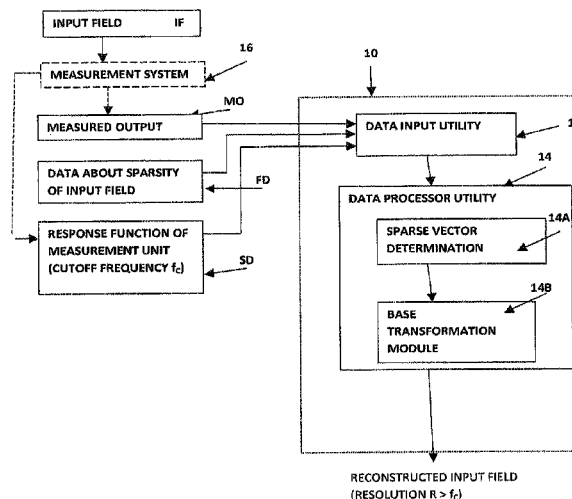 INPUT FIELD IF
16
MEASUREMENT SYSTEM
MO
MEASURED OUTPUT
DATA ABOUT SPARSITY
OF INPUT FIELD
FD
RESPONSE FUNCTION OF
MEASUREMENT UNIT
(CUTOFF FREQUENCY fC)
SD
10
DATA INPUT UTILITY
1
14
DATA PROCESSOR UTILITY
14A
SPARSE VECTOR
DETERMINATION
14B
BASE
TRANSFORMATION
MODULE
RECONSTRUCTED INPUT FIELD
(RESOLUTION R > fC)